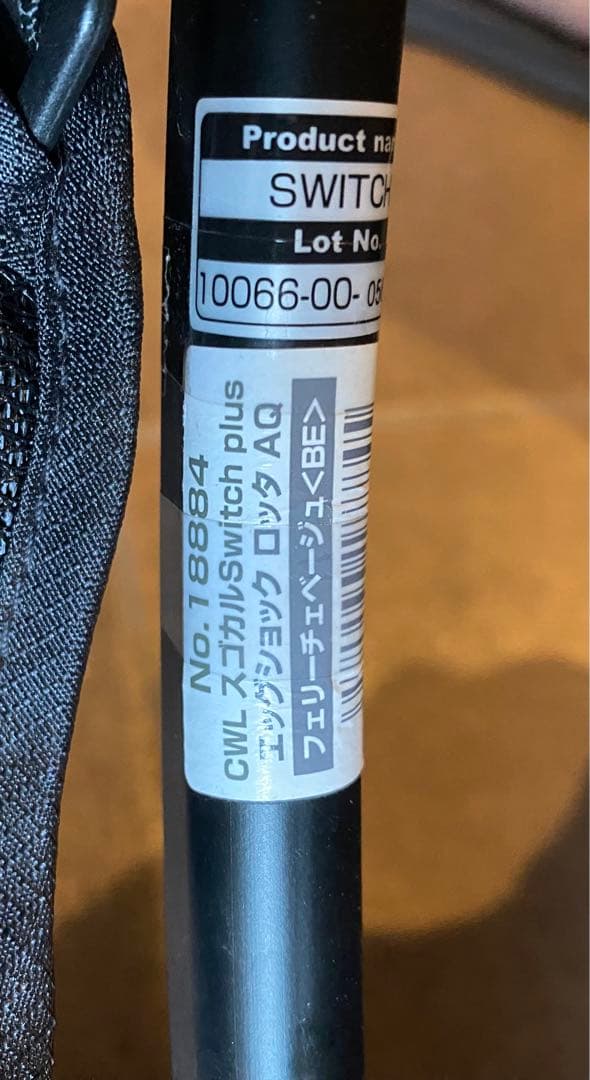 Product na
SWITCH
Lot No.
10066-00- 05
No.18884
CWL スゴカルSwitch plus
エッグショック ロッタ AQ
フェリーチェベージュ<BE>